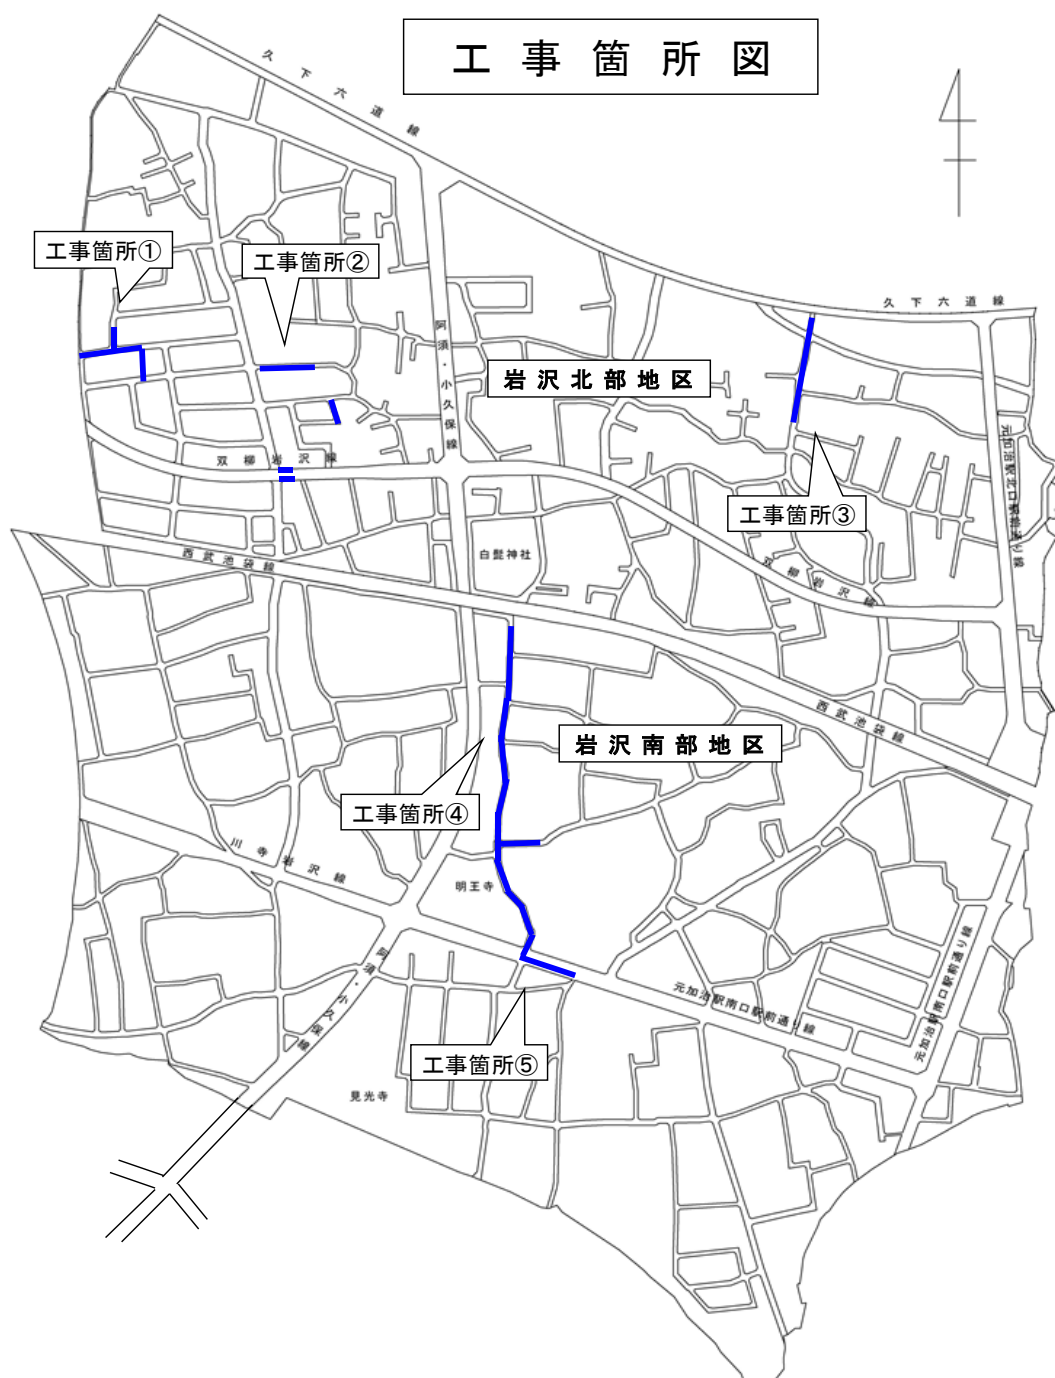 工事箇所図
久下六道線
工事箇所①
工事箇所②
久下六道線
阿須・小久保線
岩沢北部地区
元加治駅北口駅前通り線
双柳岩沢線
工事箇所③
西武池袋線
白髭神社
双柳岩沢線
西武池袋線
岩沢南部地区
工事箇所④
川寺岩沢線
明王寺
阿須・小久保線
元加治駅南口駅前通り線
元加治駅南口駅前通り線
工事箇所⑤
見光寺